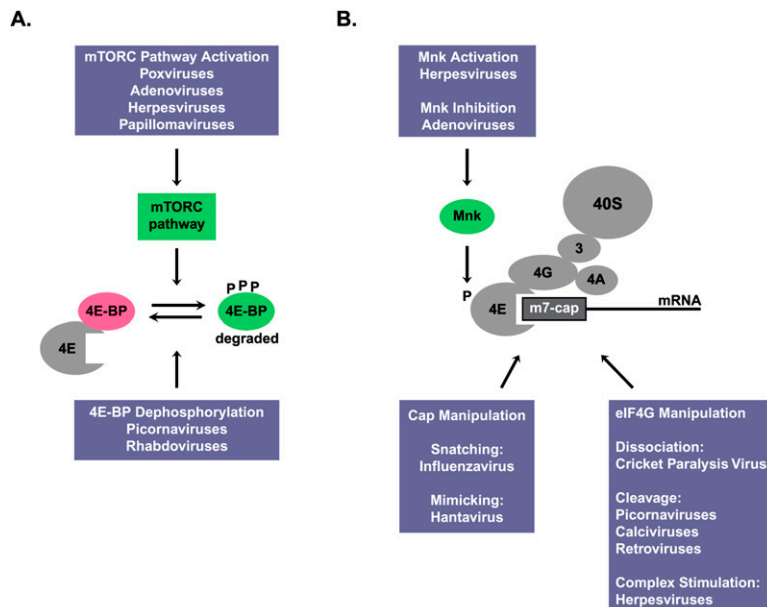 A.
mTORC Pathway Activation
Poxviruses
Adenoviruses
Herpesviruses
Papillomaviruses
mTORC
pathway
4E-BP
4E
P P P
4E-BP
degraded
4E-BP Dephosphorylation
Picornaviruses
Rhabdoviruses
B.
Mnk Activation
Herpesviruses
Mnk Inhibition
Adenoviruses
Mnk
40S
3
4G
4A
P
4E
m7-cap
mRNA
Cap Manipulation
Snatching:
Influenzavirus
Mimicking:
Hantavirus
eIF4G Manipulation
Dissociation:
Cricket Paralysis Virus
Cleavage:
Picornaviruses
Calciviruses
Retroviruses
Complex Stimulation:
Herpesviruses